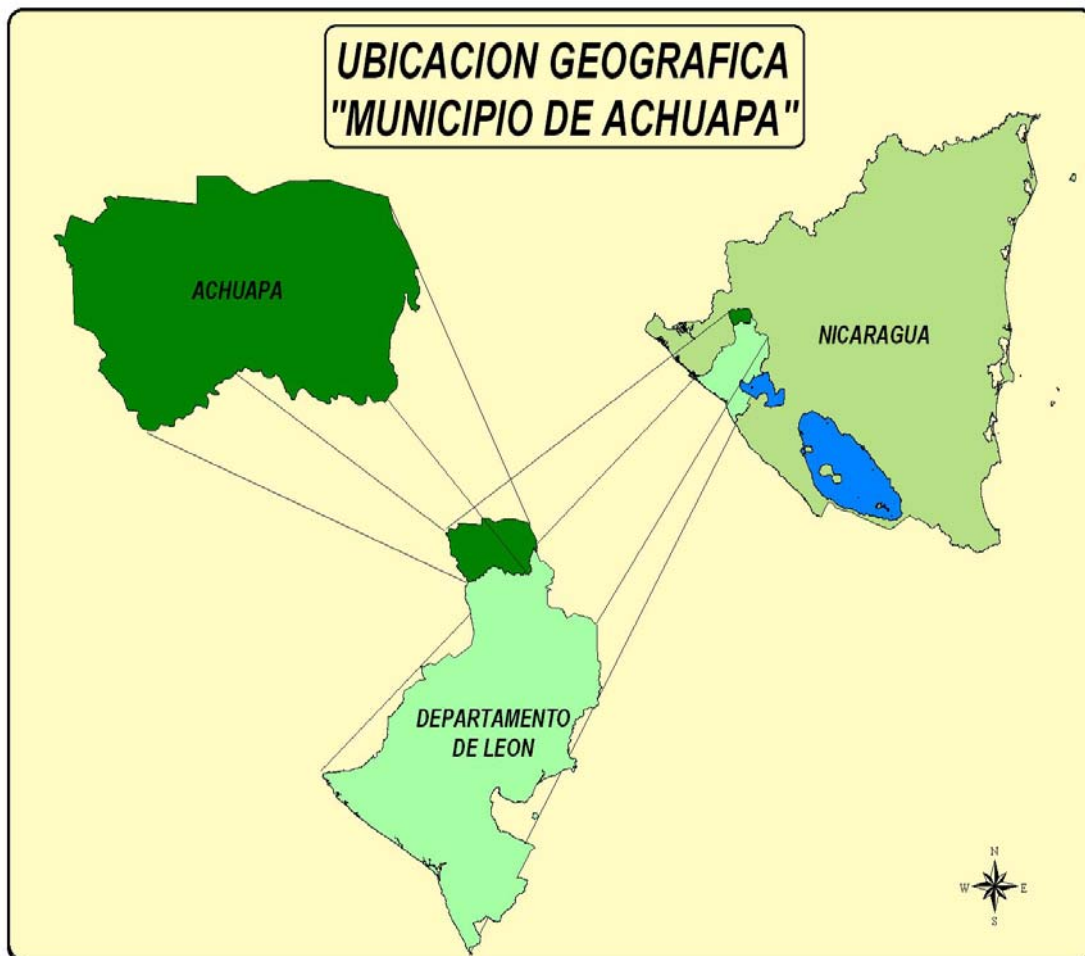 UBICACION GEOGRAFICA
"MUNICIPIO DE ACHUAPA"
ACHUAPA
NICARAGUA
DEPARTAMENTO
DE LEON
N
W E
S